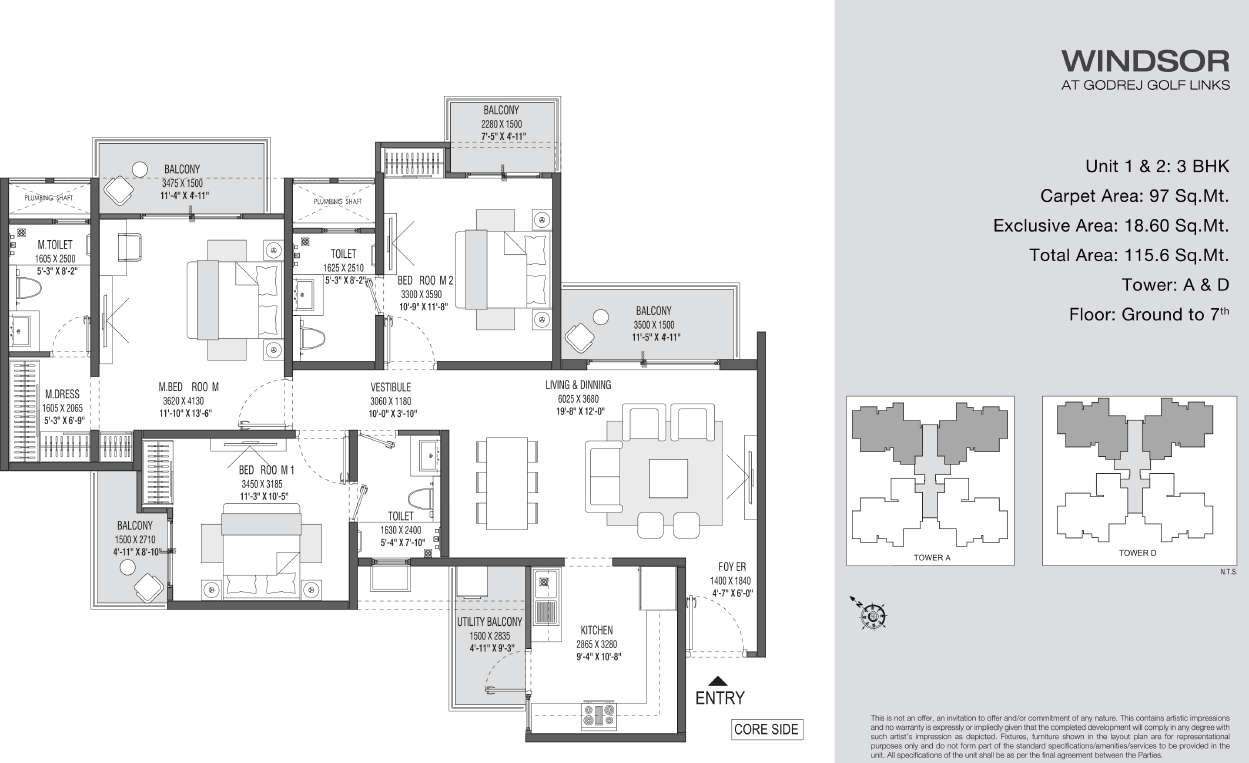 BALCONY
2280 X 1500
7'-5" X 4'-11"
BALCONY
3475 X 1500
11'-4" X 4'-11"
PLUMBING SHAFT
PLUMBING SHAFT
M.TOILET
1605 X 2500
5'-3" X 8'-2"
TOILET
1625 X 2510
5'-3" X 8'-2"
BED ROO M 2
3300 X 3590
10'-9" X 11'-8"
BALCONY
3500 X 1500
11'-5" X 4'-11"
M.DRESS
1605 X 2065
5'-3" X 6'-9"
M.BED ROO M
3620 X 4130
11'-10" X 13'-6"
VESTIBULE
3060 X 1180
10'-0" X 3'-10"
LIVING & DINNING
6025 X 3680
19'-8" X 12'-0"
BED ROO M 1
3450 X 3185
11'-3" X 10'-5"
BALCONY
1500 X 2710
4'-11" X 8'-10"
TOILET
1630 X 2400
5'-4" X 7'-10"
FOY ER
1400 X 1840
4'-7" X 6'-0"
UTILITY BALCONY
1500 X 2835
4'-11" X 9'-3"
KITCHEN
2865 X 3280
9'-4" X 10'-8"
ENTRY
CORE SIDE
WINDSOR
AT GODREJ GOLF LINKS
Unit 1 & 2: 3 BHK
Carpet Area: 97 Sq.Mt.
Exclusive Area: 18.60 Sq.Mt.
Total Area: 115.6 Sq.Mt.
Tower: A & D
Floor: Ground to 7th
TOWER A
TOWER D
N.T.S.
N
This is not an offer, an invitation to offer and/or commitment of any nature. This contains artistic impressions
and no warranty is expressly or impliedly given that the completed development will comply in any degree with
such artist's impression as depicted. Fixtures, furniture shown in the layout plan are for representational
purposes only and do not form part of the standard specifications/amenities/services to be provided in the
unit. All specifications of the unit shall be as per the final agreement between the Parties.